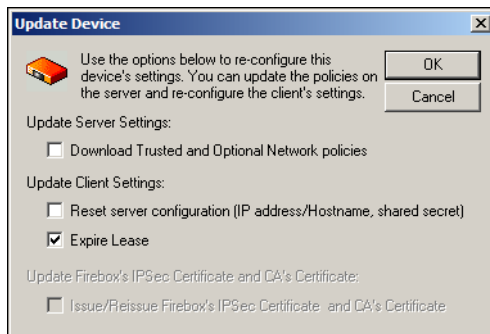 Update Device
Use the options below to re-configure this
device's settings. You can update the policies on
the server and re-configure the client's settings.
OK
Cancel
Update Server Settings:
Download Trusted and Optional Network policies
Update Client Settings:
Reset server configuration (IP address/Hostname, shared secret)
Expire Lease
Update Firebox's IPSec Certificate and CA's Certificate:
Issue/Reissue Firebox's IPSec Certificate and CA's Certificate